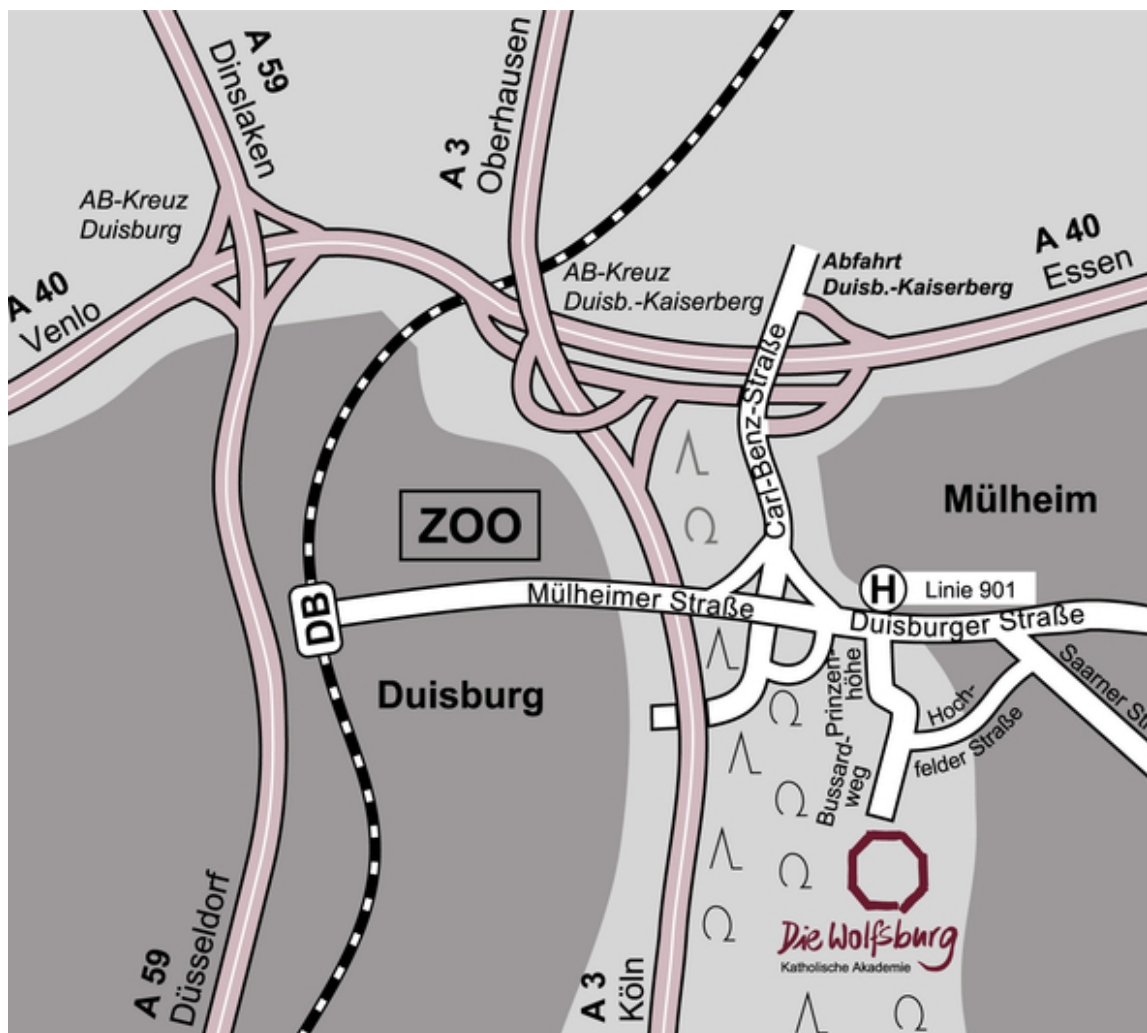 A 59
Dinslaken
A 3
Oberhausen
AB-Kreuz
Duisburg
A 40
Venlo
AB-Kreuz
Duisb.-Kaiserberg
Abfahrt
Duisb.-Kaiserberg
A 40
Essen
Carl-Benz-Straße
ZOO
Mülheim
H
Linie 901
DB
Mülheimer Straße
Duisburger Straße
Duisburg
Prinzen-
höhe
Bussard-
weg
Hoch-
felder Straße
Saarner Str
A 59
Düsseldorf
A 3
Köln
Die Wolfsburg
Katholische Akademie